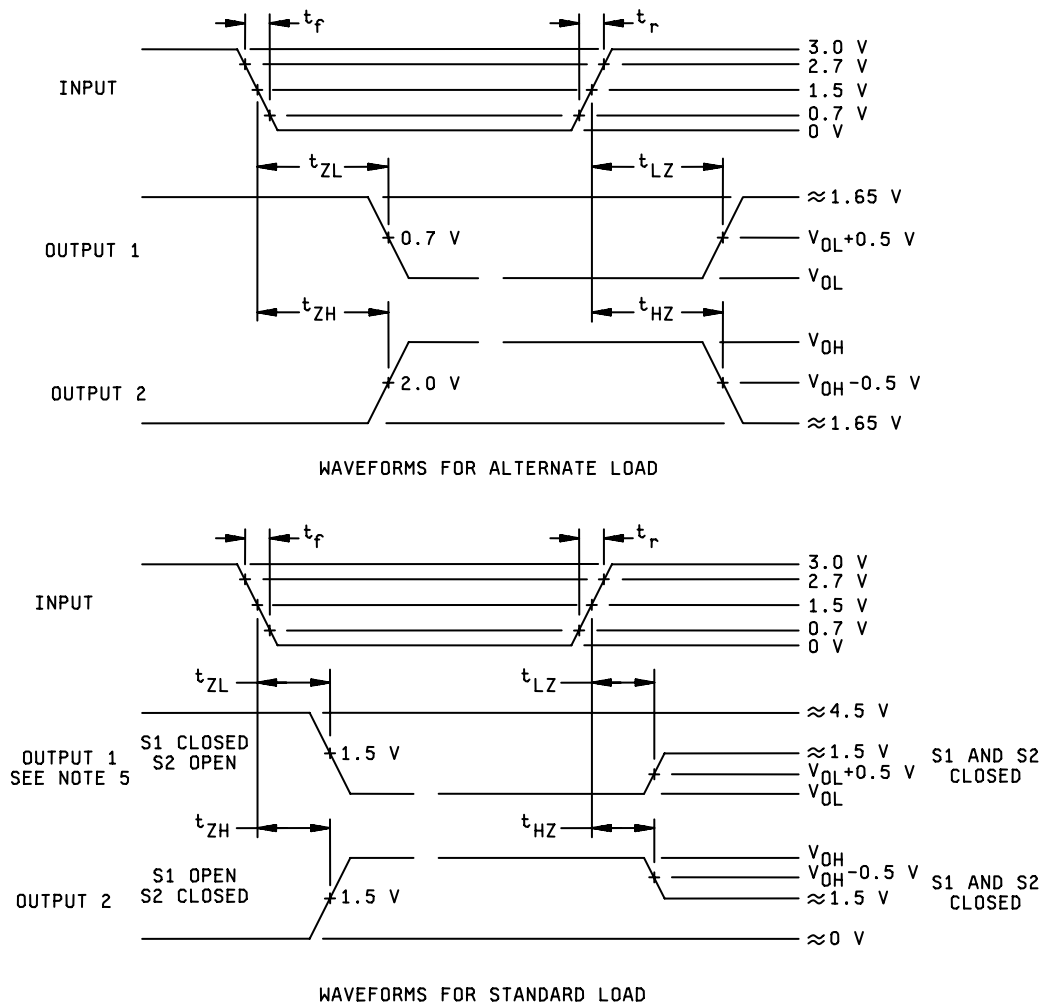 t_f t_r
3.0 V
2.7 V
INPUT 1.5 V
0.7 V
0 V
t_ZL t_LZ
≈1.65 V
OUTPUT 1 0.7 V V_OL+0.5 V
V_OL
t_ZH t_HZ
V_OH
OUTPUT 2 2.0 V V_OH-0.5 V
≈1.65 V
WAVEFORMS FOR ALTERNATE LOAD
t_f t_r
3.0 V
2.7 V
INPUT 1.5 V
0.7 V
0 V
t_ZL t_LZ
≈4.5 V
OUTPUT 1
SEE NOTE 5
S1 CLOSED
S2 OPEN
1.5 V
≈1.5 V
V_OL+0.5 V
V_OL
S1 AND S2
CLOSED
t_ZH t_HZ
OUTPUT 2
S1 OPEN
S2 CLOSED
1.5 V
V_OH
V_OH-0.5 V
≈1.5 V
S1 AND S2
CLOSED
≈0 V
WAVEFORMS FOR STANDARD LOAD